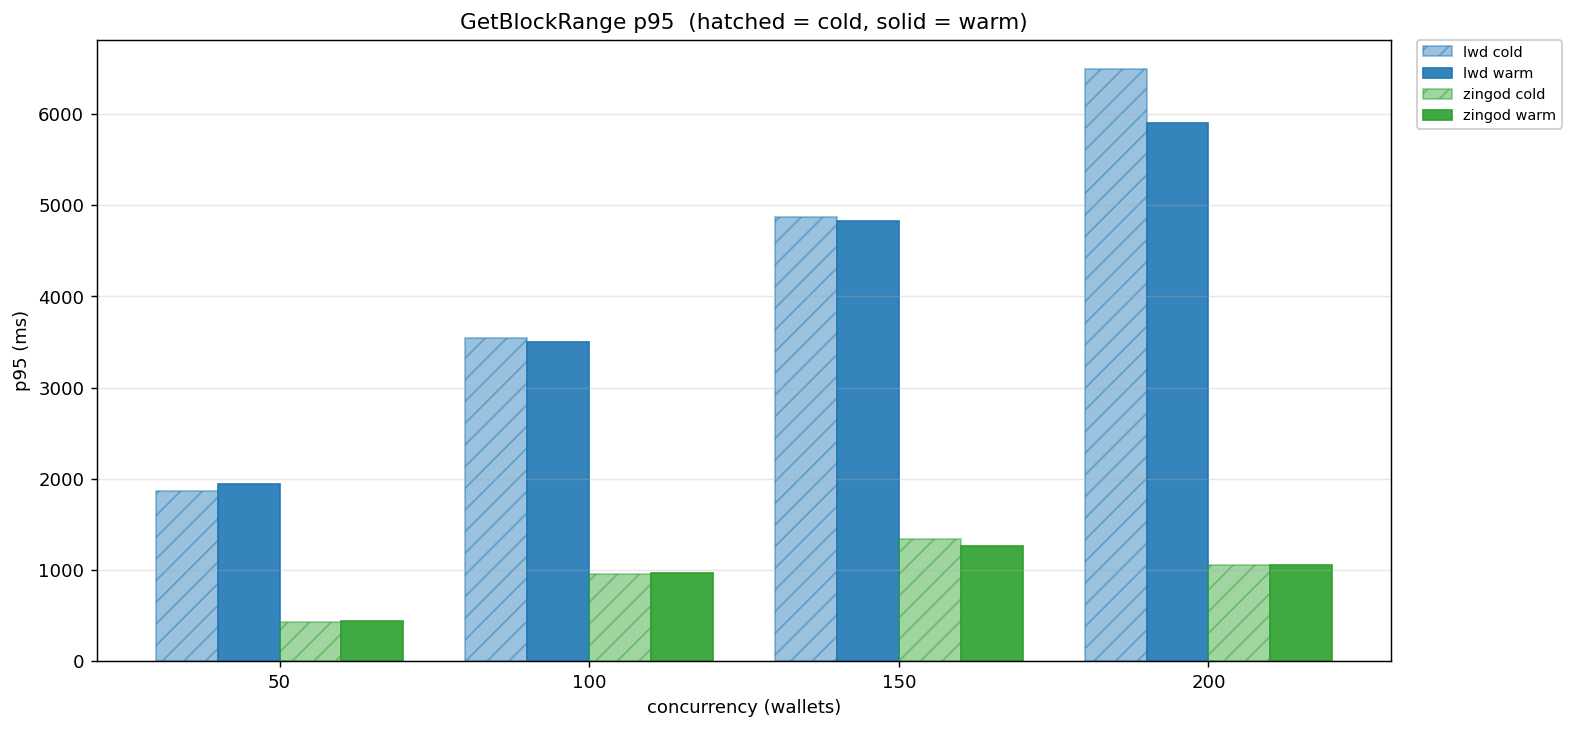 GetBlockRange p95  (hatched = cold, solid = warm)
lwd cold
lwd warm
zingod cold
zingod warm
p95 (ms)
6000
5000
4000
3000
2000
1000
0
50
100
150
200
concurrency (wallets)